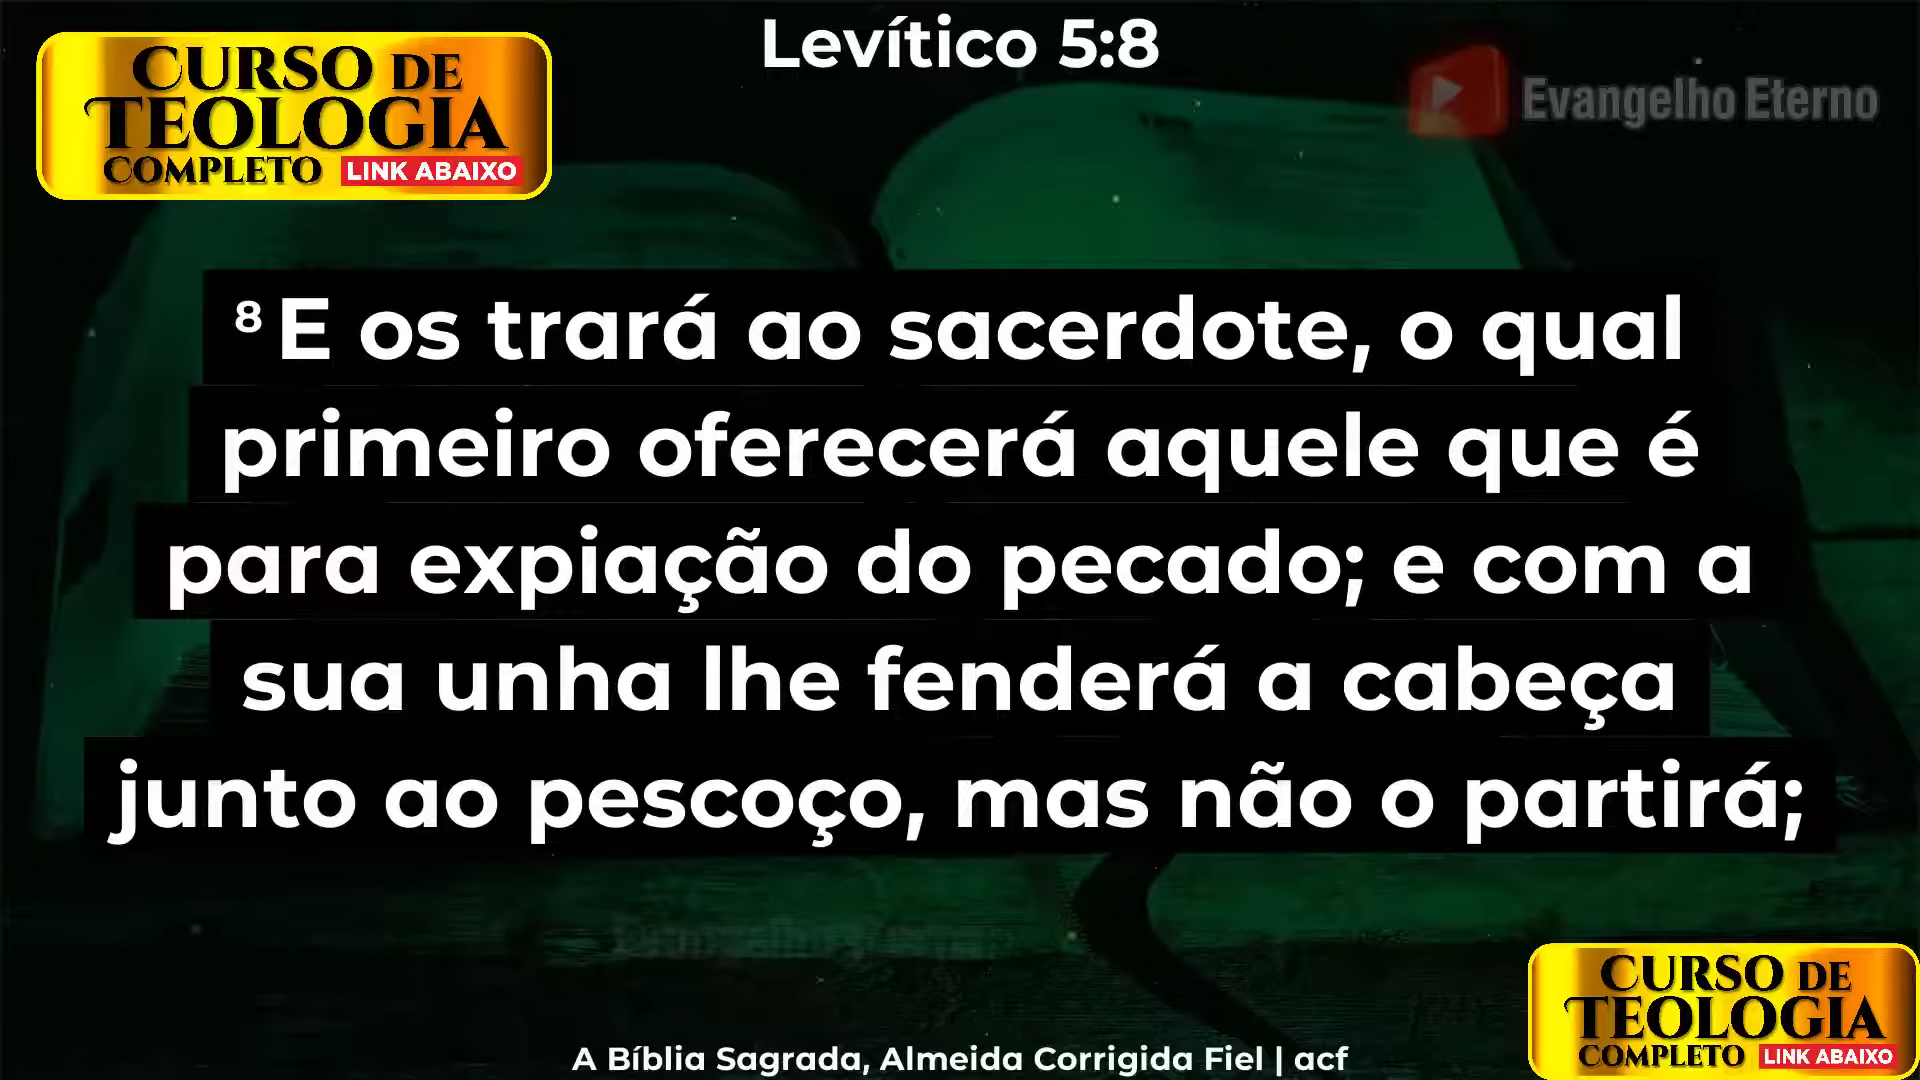 Levítico 5:8
CURSO DE
TEOLOGIA
COMPLETO LINK ABAIXO
Evangelho Eterno
8 E os trará ao sacerdote, o qual
primeiro oferecerá aquele que é
para expiação do pecado; e com a
sua unha lhe fenderá a cabeça
junto ao pescoço, mas não o partirá;
A Bíblia Sagrada, Almeida Corrigida Fiel | acf
CURSO DE
TEOLOGIA
COMPLETO LINK ABAIXO